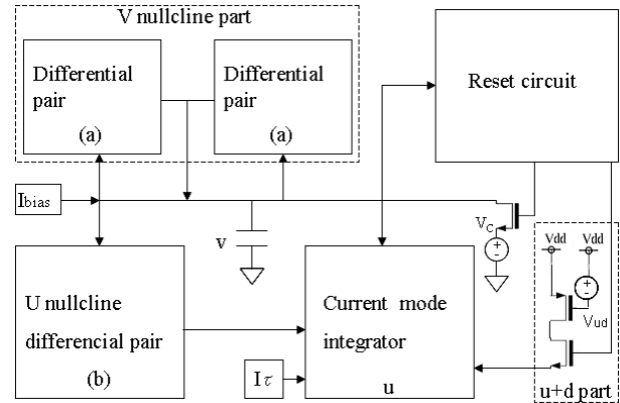 V nullcline part
Differential
pair
(a)
Differential
pair
(a)
Reset circuit
Ibias
v
VC
Vdd
Vdd
Vud
u+d part
U nullcline
differencial pair
(b)
Current mode
integrator
u
Iτ